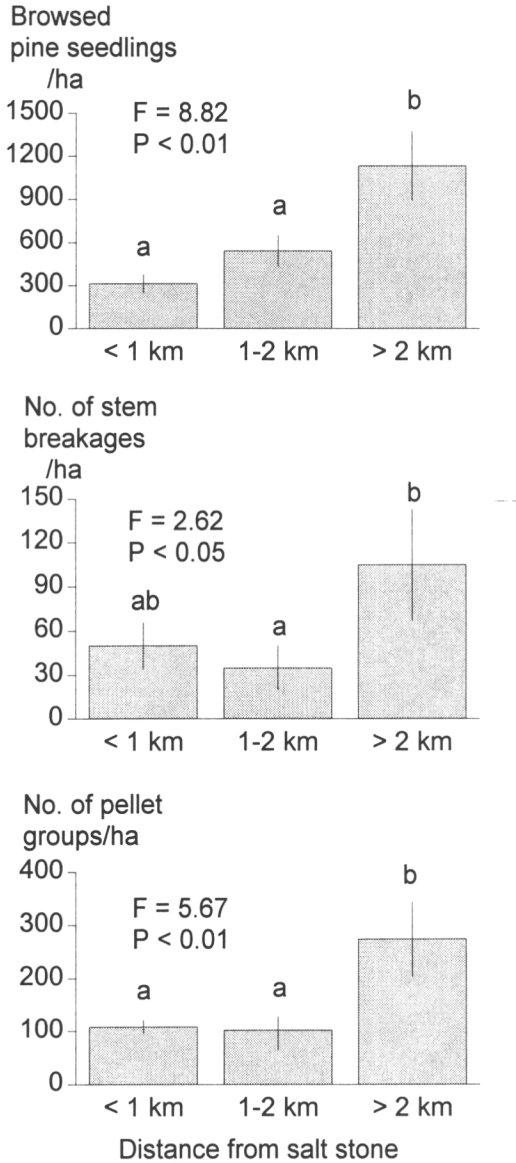 Browsed
pine seedlings
/ha
1500
1200
900
600
300
0
F = 8.82
P < 0.01
a
a
b
< 1 km
1-2 km
> 2 km
No. of stem
breakages
/ha
150
120
90
60
30
0
F = 2.62
P < 0.05
ab
a
b
< 1 km
1-2 km
> 2 km
No. of pellet
groups/ha
400
300
200
100
0
F = 5.67
P < 0.01
a
a
b
< 1 km
1-2 km
> 2 km
Distance from salt stone